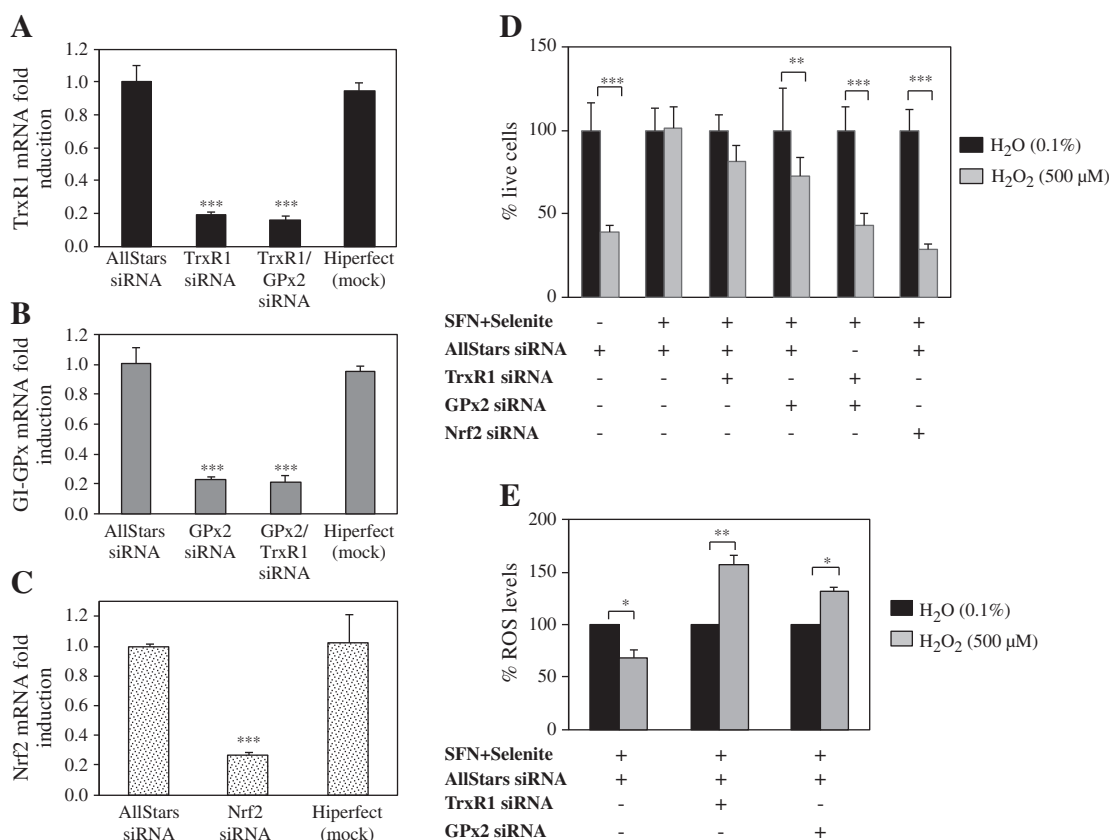 A
TrxR1 mRNA fold
nducition
1.2
1.0
0.8
0.6
0.4
0.2
0.0
***
***
AllStars TrxR1 TrxR1/ Hiperfect
siRNA siRNA GPx2 (mock)
siRNA
B
GI-GPx mRNA fold
induction
1.2
1.0
0.8
0.6
0.4
0.2
0.0
***
***
AllStars GPx2 GPx2/ Hiperfect
siRNA siRNA TrxR1 (mock)
siRNA
C
Nrf2 mRNA fold
induction
1.2
1.0
0.8
0.6
0.4
0.2
0.0
***
AllStars Nrf2 Hiperfect
siRNA siRNA (mock)
D
% live cells
150
100
50
0
***
**
***
***
H₂O (0.1%)
H₂O₂ (500 µM)
SFN+Selenite - + + + + +
AllStars siRNA + + + + - +
TrxR1 siRNA - - + - + -
GPx2 siRNA - - - + + -
Nrf2 siRNA - - - - - +
E
% ROS levels
200
150
100
50
0
*
**
*
H₂O (0.1%)
H₂O₂ (500 µM)
SFN+Selenite + + +
AllStars siRNA + + +
TrxR1 siRNA - + -
GPx2 siRNA - - +